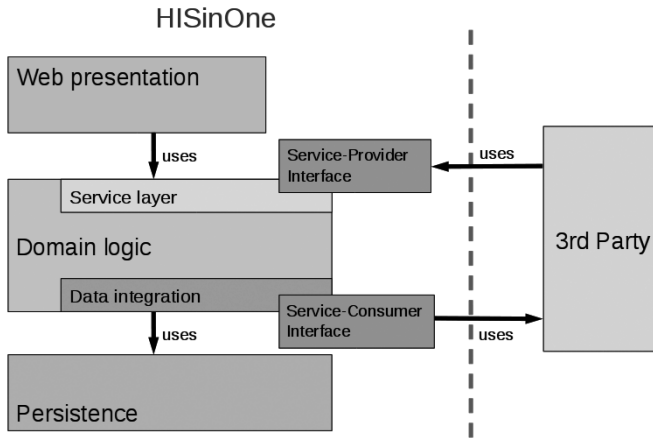 HISinOne
Web presentation
uses
Service-Provider
Interface
uses
Service layer
Domain logic
3rd Party
Data integration
Service-Consumer
Interface
uses
uses
Persistence